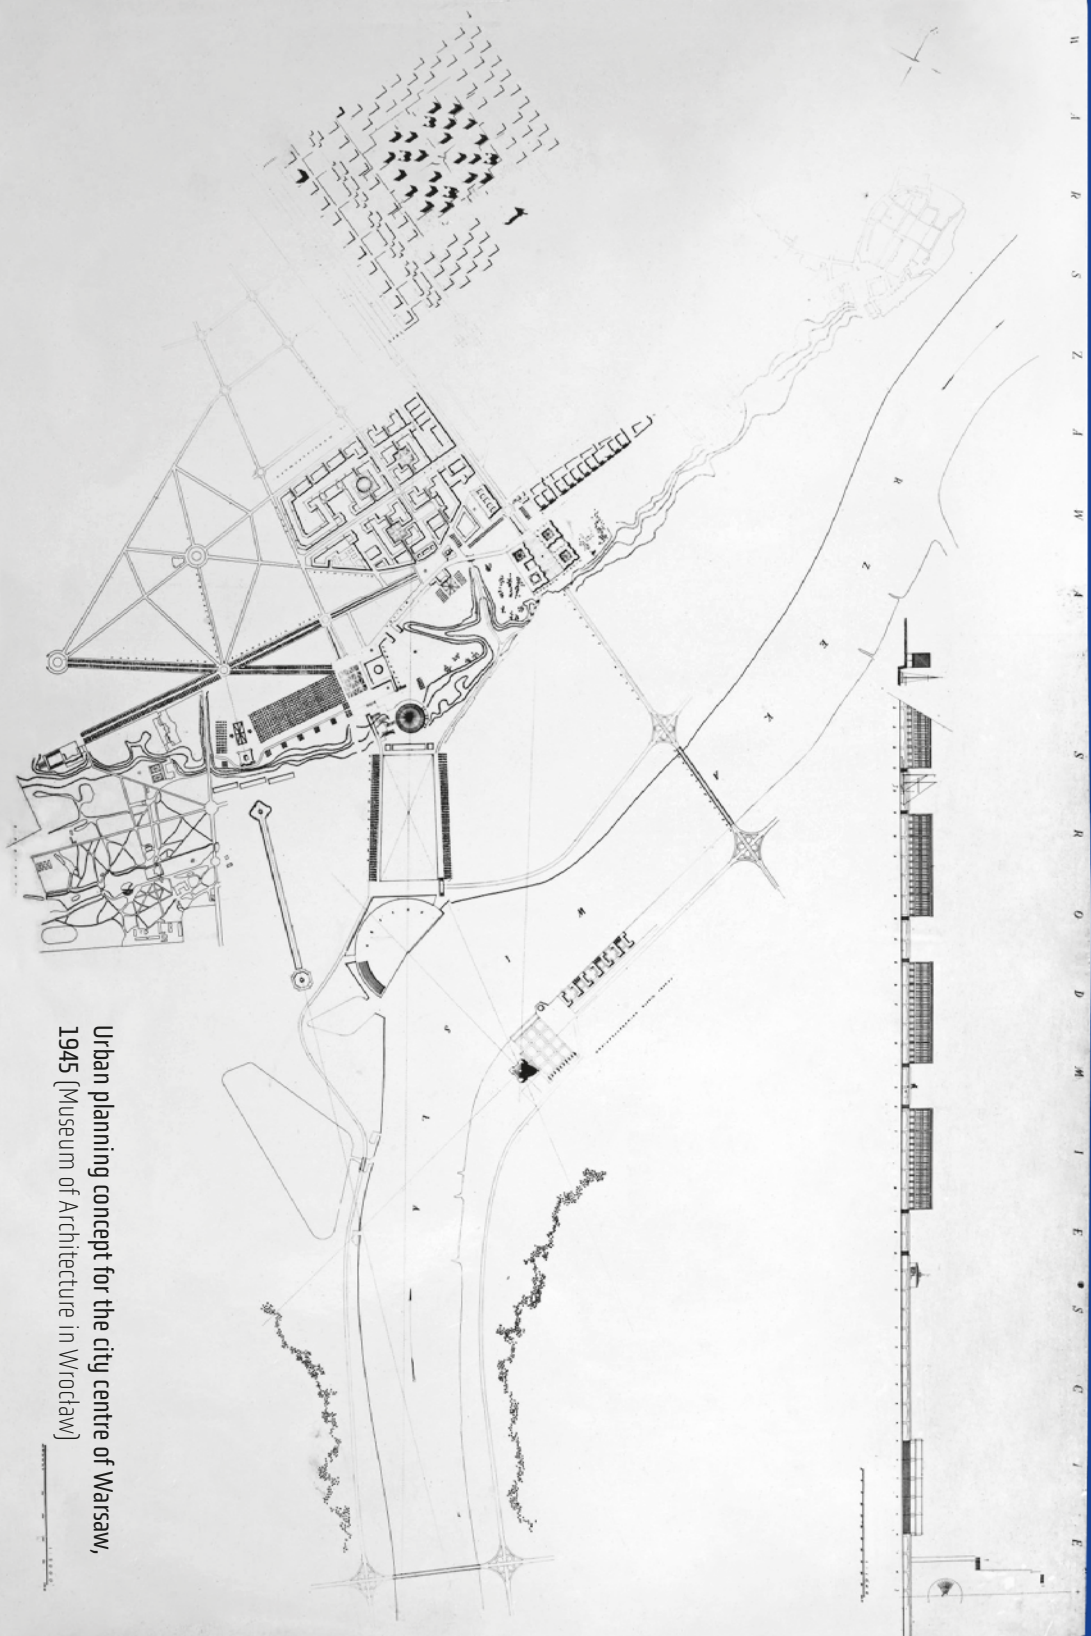 W A R S Z A W A S R O D M I E S C I E
R Z E K A W I S L A
Urban planning concept for the city centre of Warsaw,
1945 (Museum of Architecture in Wrocław)